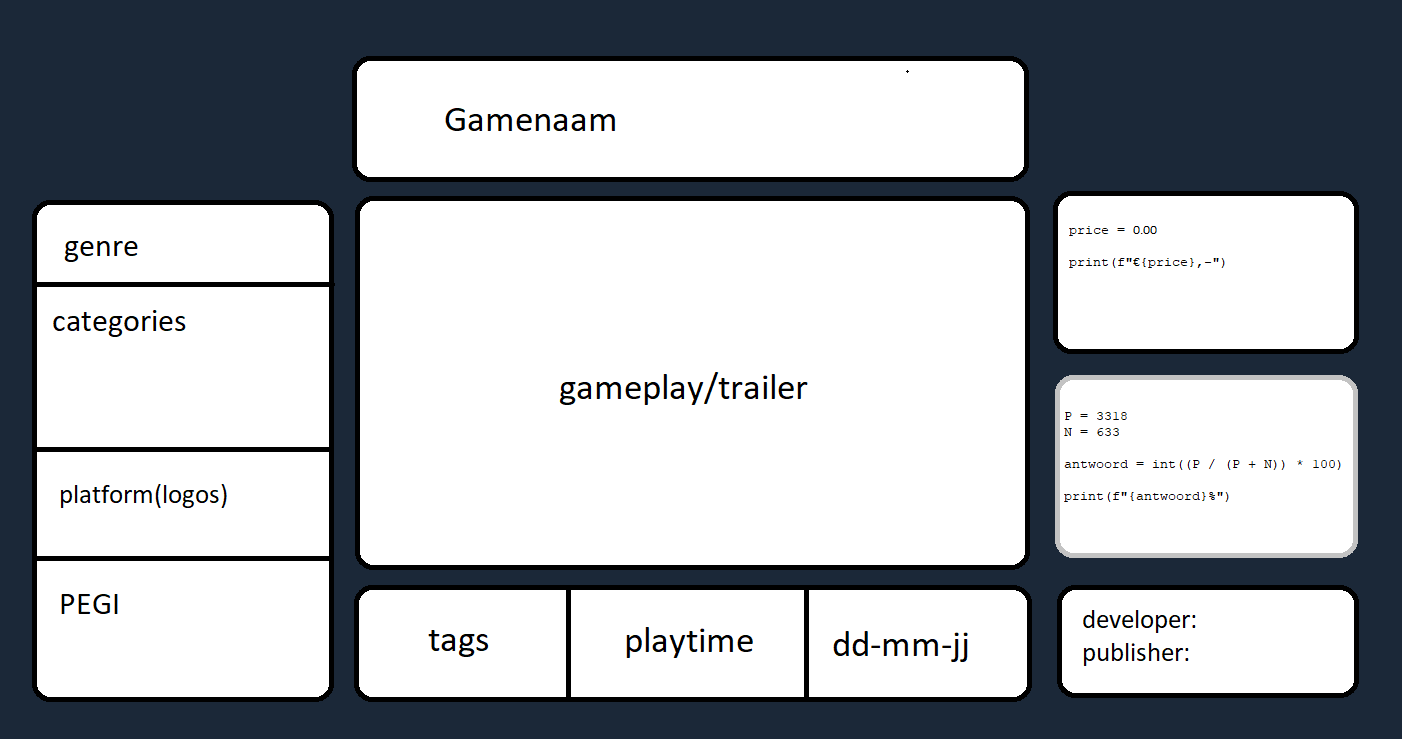 Gamenaam
genre
categories
platform(logos)
PEGI
gameplay/trailer
tags
playtime
dd-mm-jj
price = 0.00
print(f"€{price},-")
P = 3318
N = 633
antwoord = int((P / (P + N)) * 100)
print(f"{antwoord}%")
developer:
publisher: